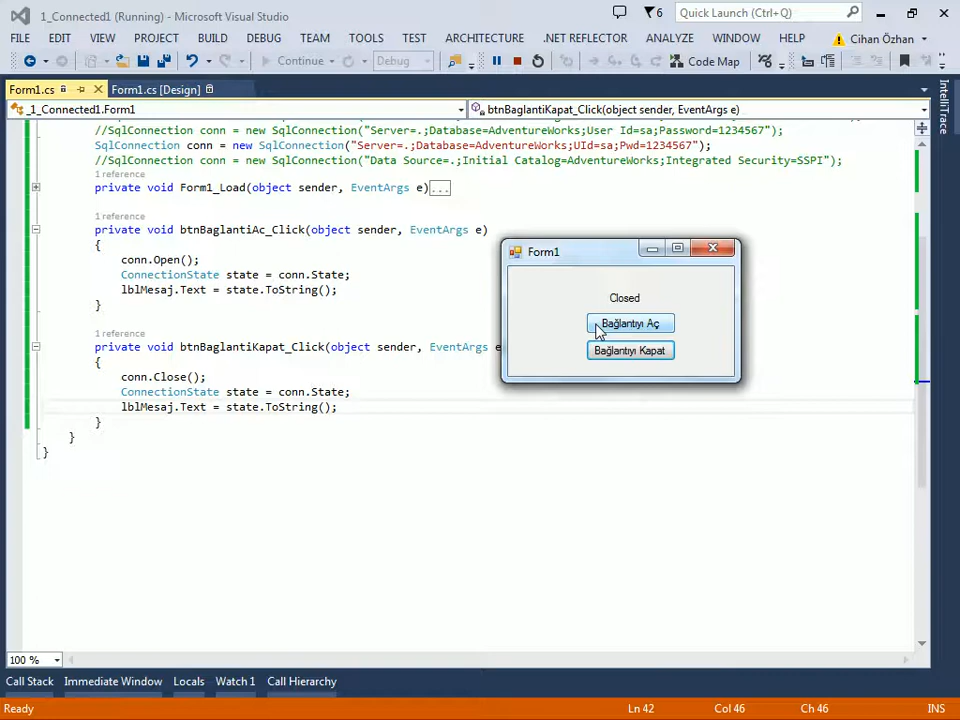 1_Connected1 (Running) - Microsoft Visual Studio
6
Quick Launch (Ctrl+Q)
FILE EDIT VIEW PROJECT BUILD DEBUG TEAM TOOLS TEST ARCHITECTURE .NET REFLECTOR ANALYZE WINDOW HELP Cihan Özhan
Continue Debug Code Map
Form1.cs Form1.cs [Design]
_1_Connected1.Form1 btnBaglantiKapat_Click(object sender, EventArgs e)
IntelliTrace
//SqlConnection conn = new SqlConnection("Server=.;Database=AdventureWorks;User Id=sa;Password=1234567");
SqlConnection conn = new SqlConnection("Server=.;Database=AdventureWorks;UId=sa;Pwd=1234567");
//SqlConnection conn = new SqlConnection("Data Source=.;Initial Catalog=AdventureWorks;Integrated Security=SSPI");
1 reference
private void Form1_Load(object sender, EventArgs e)...
1 reference
private void btnBaglantiAc_Click(object sender, EventArgs e)
{
conn.Open();
ConnectionState state = conn.State;
lblMesaj.Text = state.ToString();
}
1 reference
private void btnBaglantiKapat_Click(object sender, EventArgs e
{
conn.Close();
ConnectionState state = conn.State;
lblMesaj.Text = state.ToString();
}
}
}
Form1
Closed
Bağlantıyı Aç
Bağlantıyı Kapat
100 %
Call Stack Immediate Window Locals Watch 1 Call Hierarchy
Ready Ln 42 Col 46 Ch 46 INS